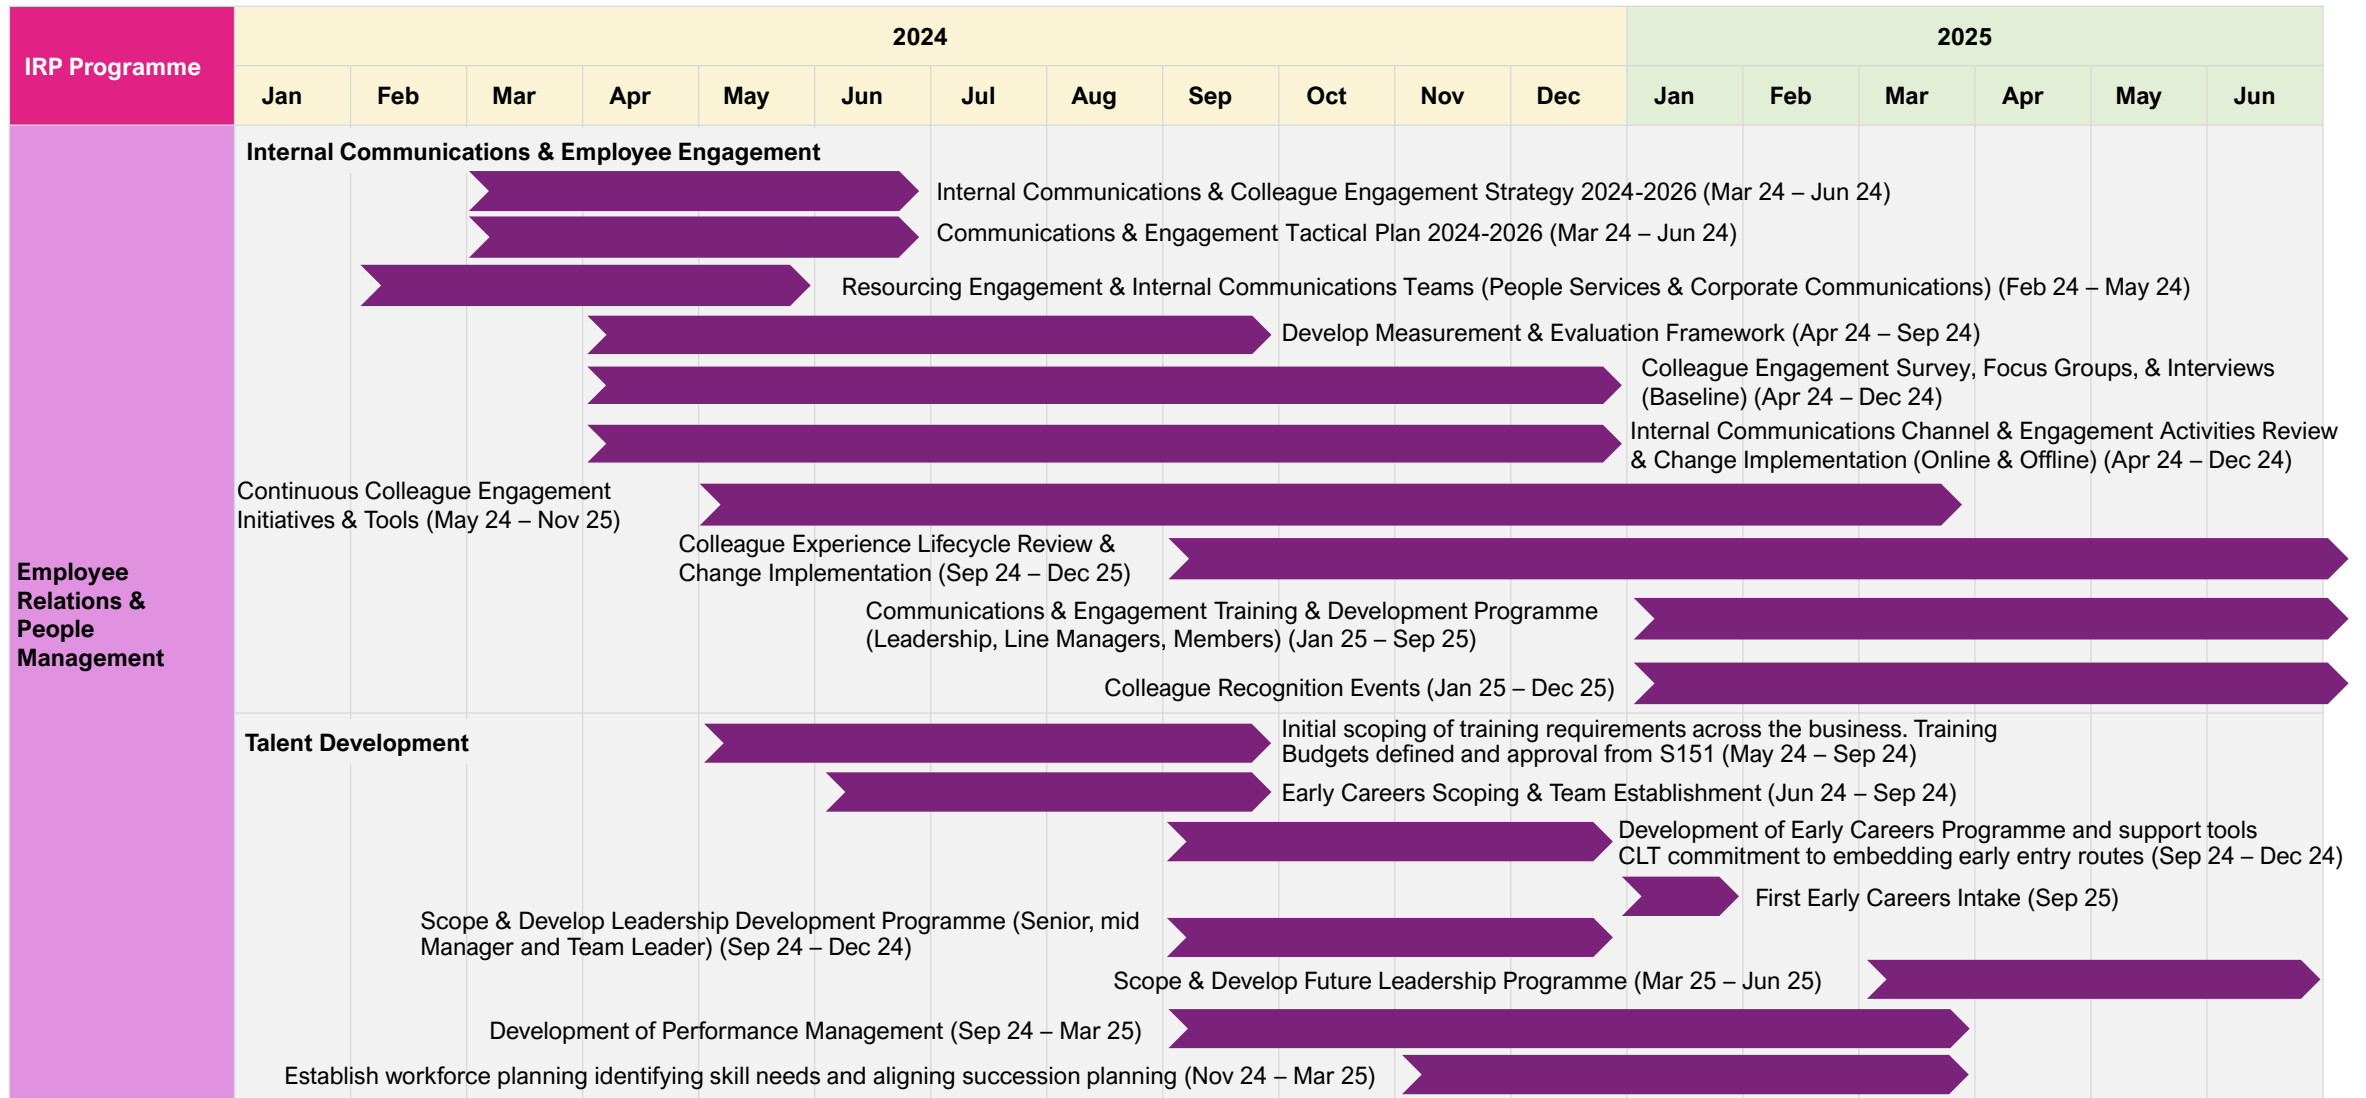 IRP Programme
2024
2025
Jan Feb Mar Apr May Jun Jul Aug Sep Oct Nov Dec Jan Feb Mar Apr May Jun
Employee
Relations &
People
Management
Internal Communications & Employee Engagement
Internal Communications & Colleague Engagement Strategy 2024-2026 (Mar 24 – Jun 24)
Communications & Engagement Tactical Plan 2024-2026 (Mar 24 – Jun 24)
Resourcing Engagement & Internal Communications Teams (People Services & Corporate Communications) (Feb 24 – May 24)
Develop Measurement & Evaluation Framework (Apr 24 – Sep 24)
Colleague Engagement Survey, Focus Groups, & Interviews
(Baseline) (Apr 24 – Dec 24)
Internal Communications Channel & Engagement Activities Review
& Change Implementation (Online & Offline) (Apr 24 – Dec 24)
Continuous Colleague Engagement
Initiatives & Tools (May 24 – Nov 25)
Colleague Experience Lifecycle Review &
Change Implementation (Sep 24 – Dec 25)
Communications & Engagement Training & Development Programme
(Leadership, Line Managers, Members) (Jan 25 – Sep 25)
Colleague Recognition Events (Jan 25 – Dec 25)
Talent Development
Initial scoping of training requirements across the business. Training
Budgets defined and approval from S151 (May 24 – Sep 24)
Early Careers Scoping & Team Establishment (Jun 24 – Sep 24)
Development of Early Careers Programme and support tools
CLT commitment to embedding early entry routes (Sep 24 – Dec 24)
First Early Careers Intake (Sep 25)
Scope & Develop Leadership Development Programme (Senior, mid
Manager and Team Leader) (Sep 24 – Dec 24)
Scope & Develop Future Leadership Programme (Mar 25 – Jun 25)
Development of Performance Management (Sep 24 – Mar 25)
Establish workforce planning identifying skill needs and aligning succession planning (Nov 24 – Mar 25)